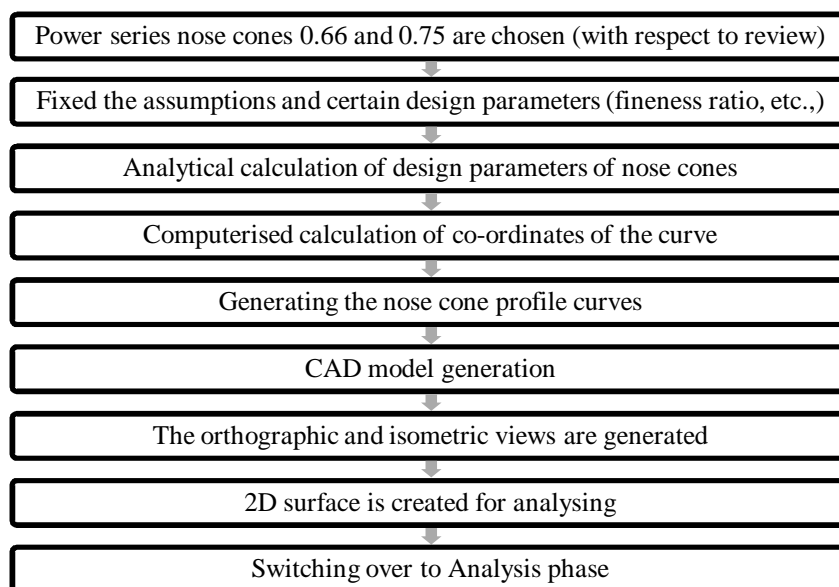 Power series nose cones 0.66 and 0.75 are chosen (with respect to review)
Fixed the assumptions and certain design parameters (fineness ratio, etc.,)
Analytical calculation of design parameters of nose cones
Computerised calculation of co-ordinates of the curve
Generating the nose cone profile curves
CAD model generation
The orthographic and isometric views are generated
2D surface is created for analysing
Switching over to Analysis phase